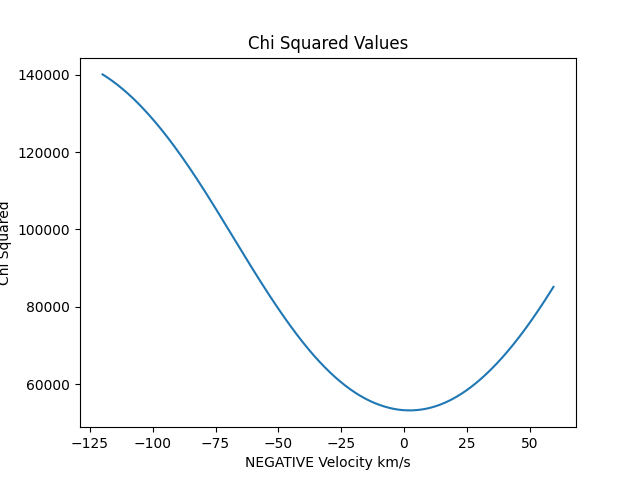 Chi Squared Values
140000
120000
100000
80000
60000
Chi Squared
−125 −100 −75 −50 −25 0 25 50
NEGATIVE Velocity km/s